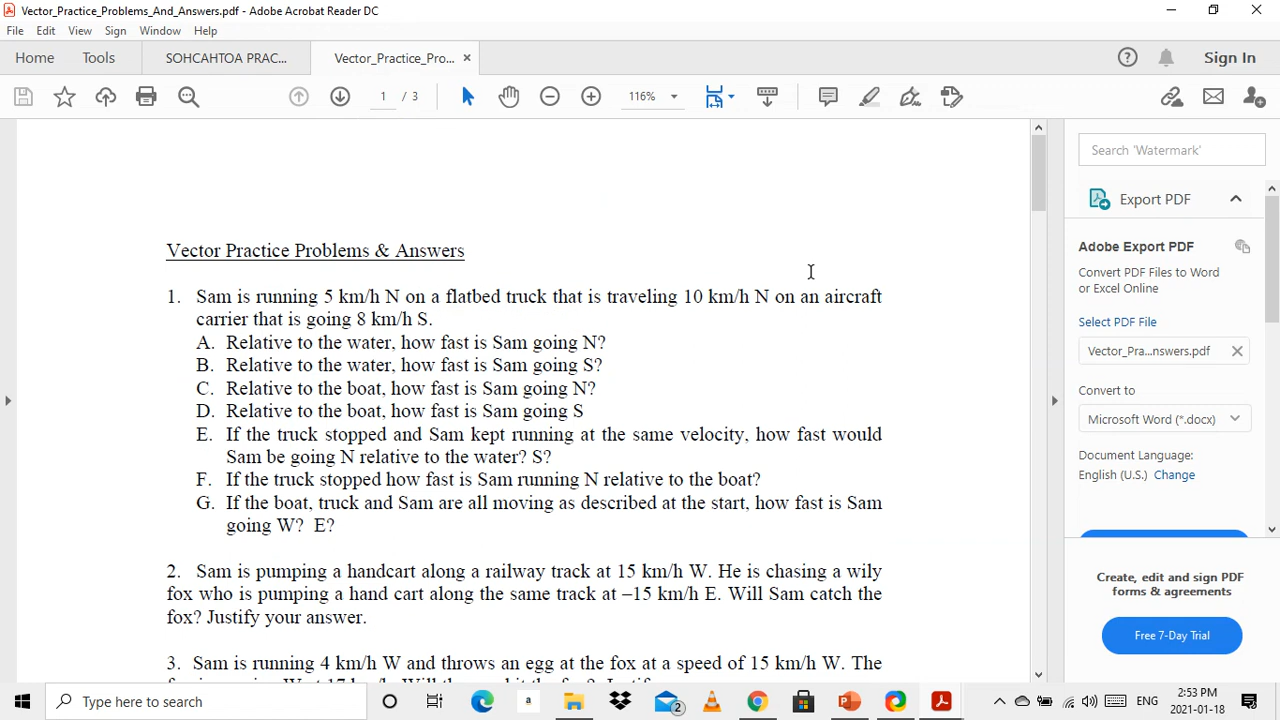 Vector_Practice_Problems_And_Answers.pdf - Adobe Acrobat Reader DC
File Edit View Sign Window Help
Home Tools SOHCAHTOA PRAC... Vector_Practice_Pro... × Sign In
1 / 3 116%
Search 'Watermark'
Export PDF
Adobe Export PDF
Convert PDF Files to Word
or Excel Online
Select PDF File
Vector_Pra...nswers.pdf
Convert to
Microsoft Word (*.docx)
Document Language:
English (U.S.) Change
Create, edit and sign PDF
forms & agreements
Free 7-Day Trial
Vector Practice Problems & Answers
1. Sam is running 5 km/h N on a flatbed truck that is traveling 10 km/h N on an aircraft
carrier that is going 8 km/h S.
A. Relative to the water, how fast is Sam going N?
B. Relative to the water, how fast is Sam going S?
C. Relative to the boat, how fast is Sam going N?
D. Relative to the boat, how fast is Sam going S
E. If the truck stopped and Sam kept running at the same velocity, how fast would
Sam be going N relative to the water? S?
F. If the truck stopped how fast is Sam running N relative to the boat?
G. If the boat, truck and Sam are all moving as described at the start, how fast is Sam
going W? E?
2. Sam is pumping a handcart along a railway track at 15 km/h W. He is chasing a wily
fox who is pumping a hand cart along the same track at –15 km/h E. Will Sam catch the
fox? Justify your answer.
3. Sam is running 4 km/h W and throws an egg at the fox at a speed of 15 km/h W. The
Type here to search
a
2
2:53 PM
2021-01-18